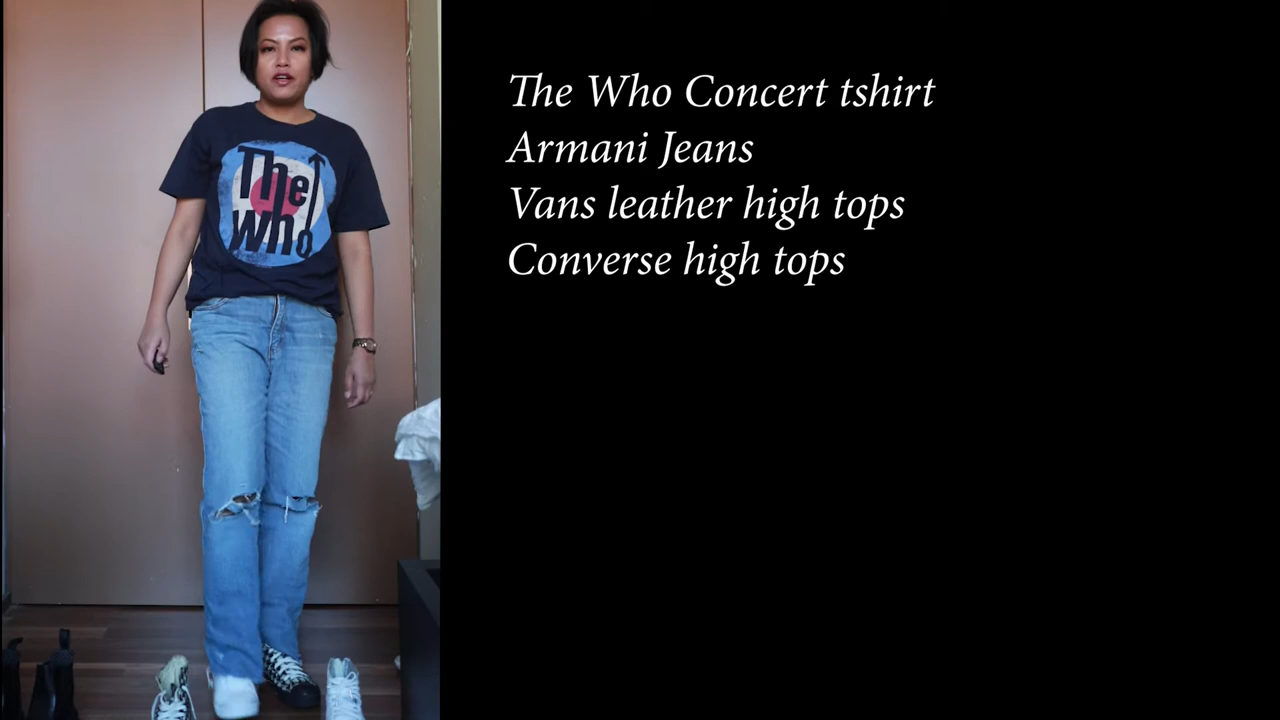 The Who Concert tshirt
Armani Jeans
Vans leather high tops
Converse high tops
The
Who